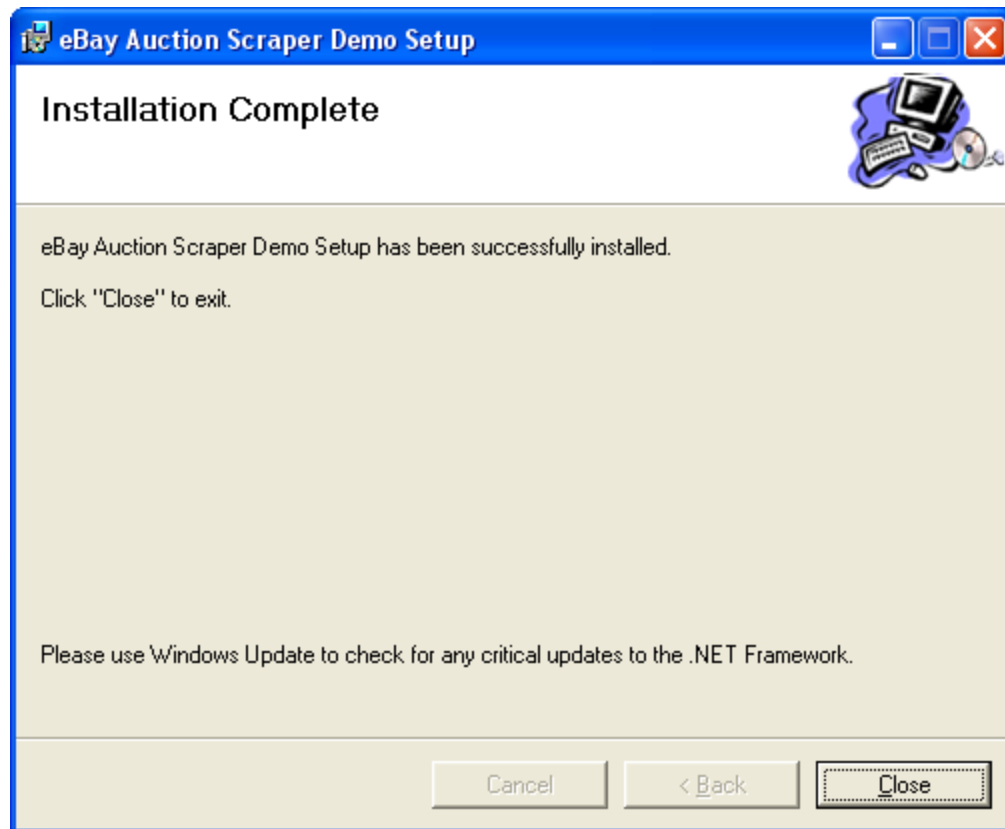 eBay Auction Scraper Demo Setup
Installation Complete
eBay Auction Scraper Demo Setup has been successfully installed.
Click "Close" to exit.
Please use Windows Update to check for any critical updates to the .NET Framework.
Cancel
< Back
Close